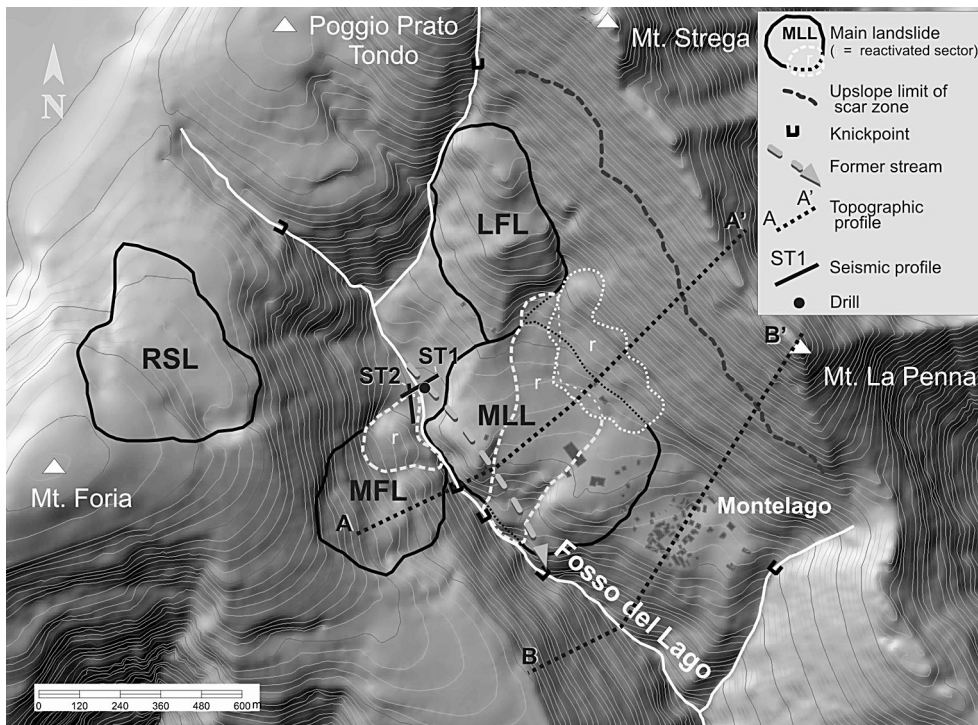 Poggio Prato
Tondo
Mt. Strega
N
LFL
RSL
ST1
ST2
r
r
r
MLL
MFL
A
A'
B'
Mt. La Penna
Mt. Foria
Montelago
Fosso del Lago
B
0 120 240 360 480 600
m
MLL
r
Main landslide
( = reactivated sector)
Upslope limit of
scar zone
Knickpoint
Former stream
A A'
Topographic
profile
ST1
Seismic profile
Drill